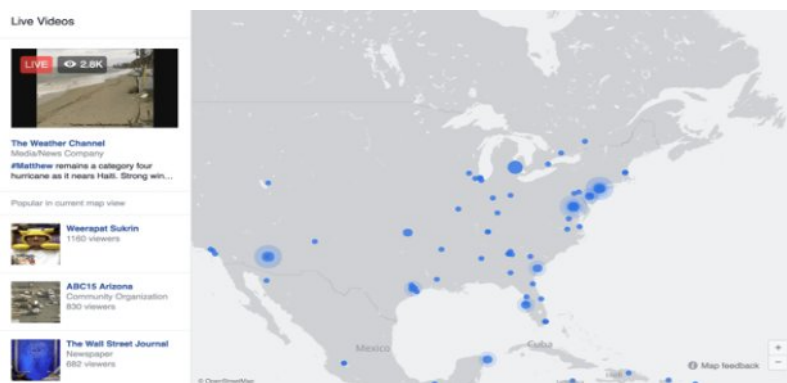 Live Videos
LIVE 2.8K
The Weather Channel
Media/News Company
#Matthew remains a category four
hurricane as it nears Haiti. Strong win...
Popular in current map view
Weerapat Sukrin
1160 viewers
ABC15 Arizona
Community Organization
830 viewers
The Wall Street Journal
Newspaper
682 viewers
Mexico
Cuba
© OpenStreetMap
Map feedback
+
−